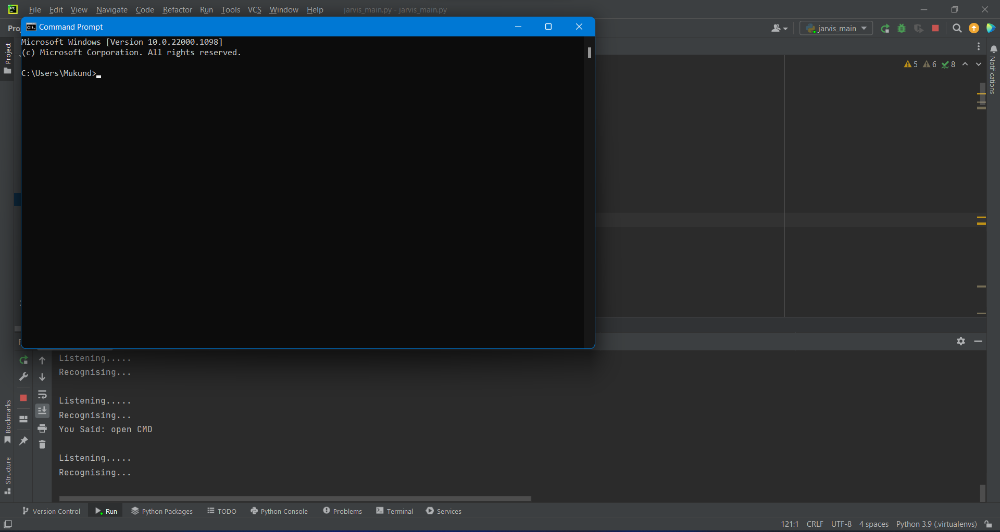 File Edit View Navigate Code Refactor Run Tools VCS Window Help jarvis_main.py - jarvis_main.py
Command Prompt
jarvis_main
Microsoft Windows [Version 10.0.22000.1098]
(c) Microsoft Corporation. All rights reserved.
C:\Users\Mukund>
5 6 8
Project
Notifications
Listening.....
Recognising...
Listening.....
Recognising...
You Said: open CMD
Listening.....
Recognising...
Bookmarks
Structure
Version Control Run Python Packages TODO Python Console Problems Terminal Services
121:1 CRLF UTF-8 4 spaces Python 3.9 (.virtualenvs)